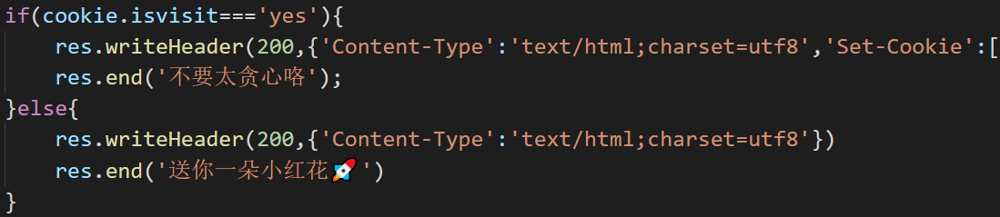 if(cookie.isvisit==='yes'){
    res.writeHeader(200,{'Content-Type':'text/html;charset=utf8','Set-Cookie':[
    res.end('不要太贪心咯');
}else{
    res.writeHeader(200,{'Content-Type':'text/html;charset=utf8'})
    res.end('送你一朵小红花🚀')
}